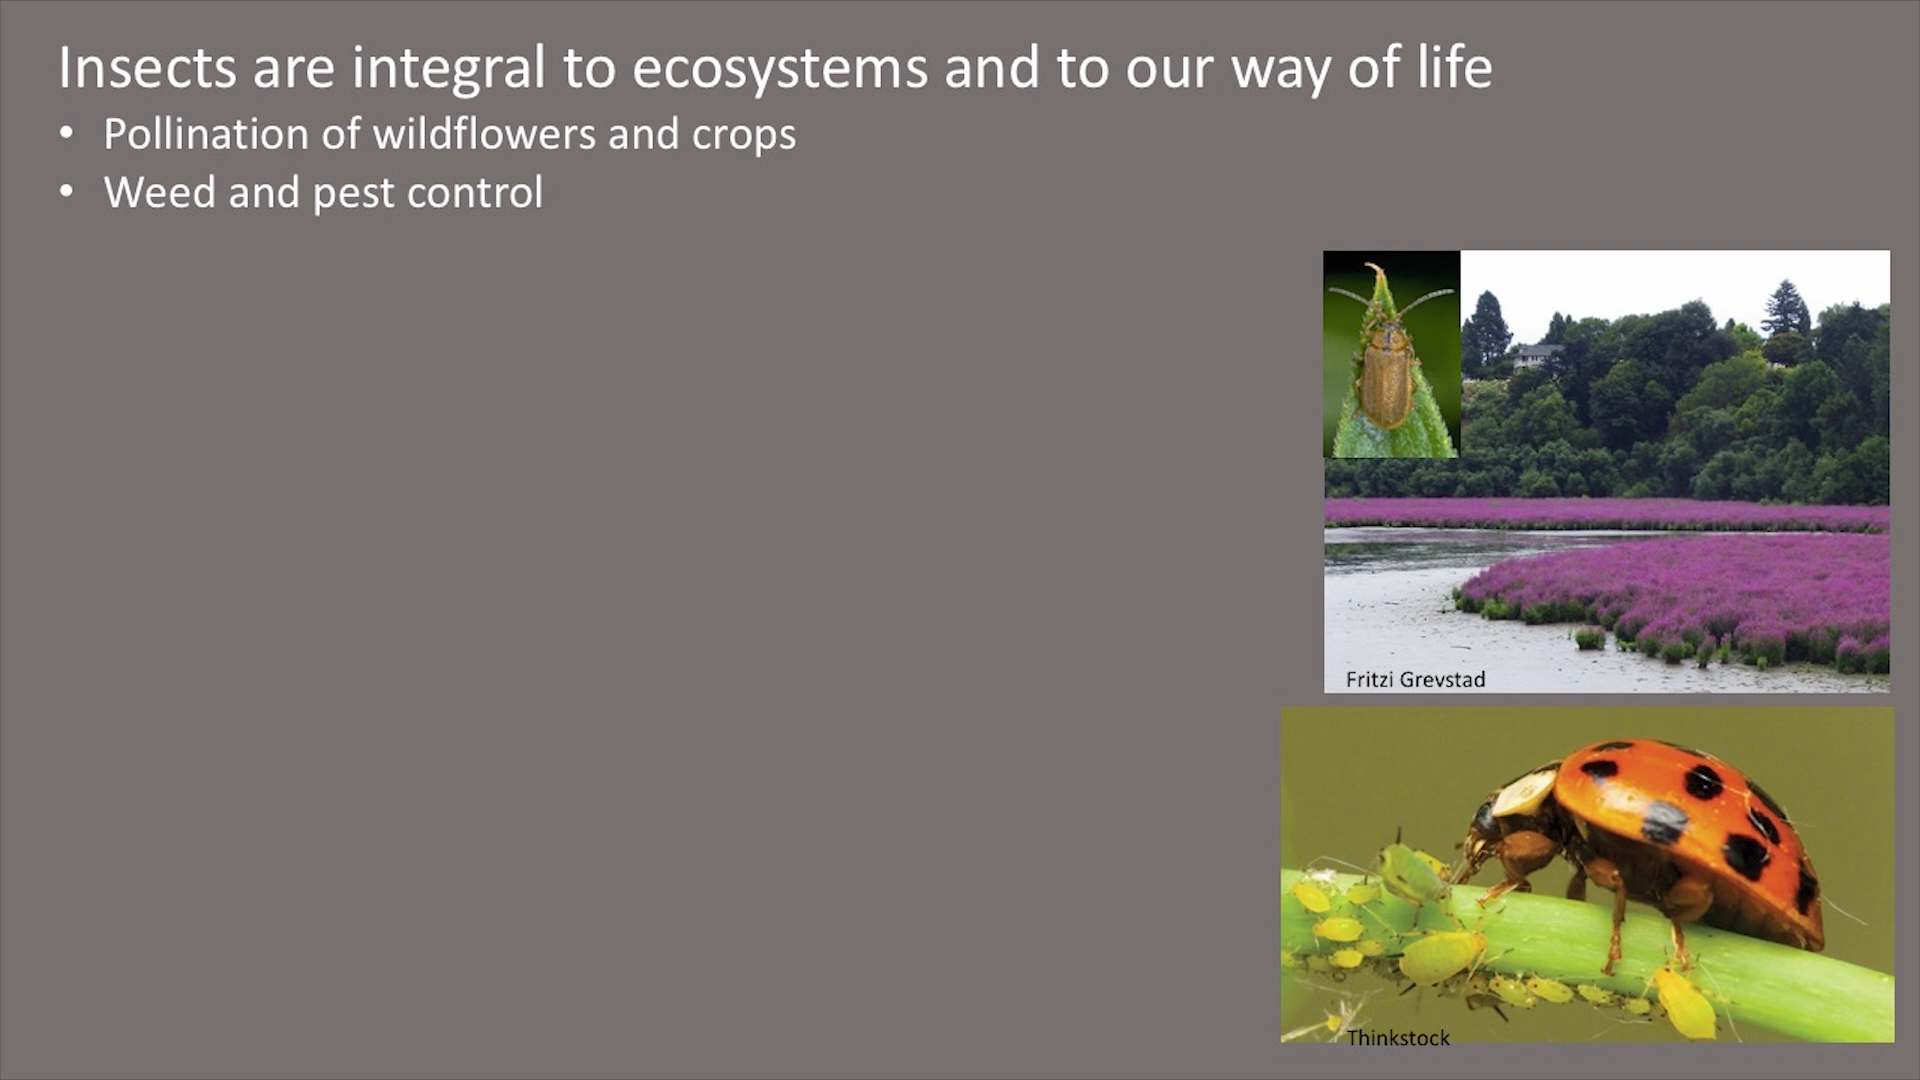 Insects are integral to ecosystems and to our way of life
• Pollination of wildflowers and crops
• Weed and pest control
Fritzi Grevstad
Thinkstock